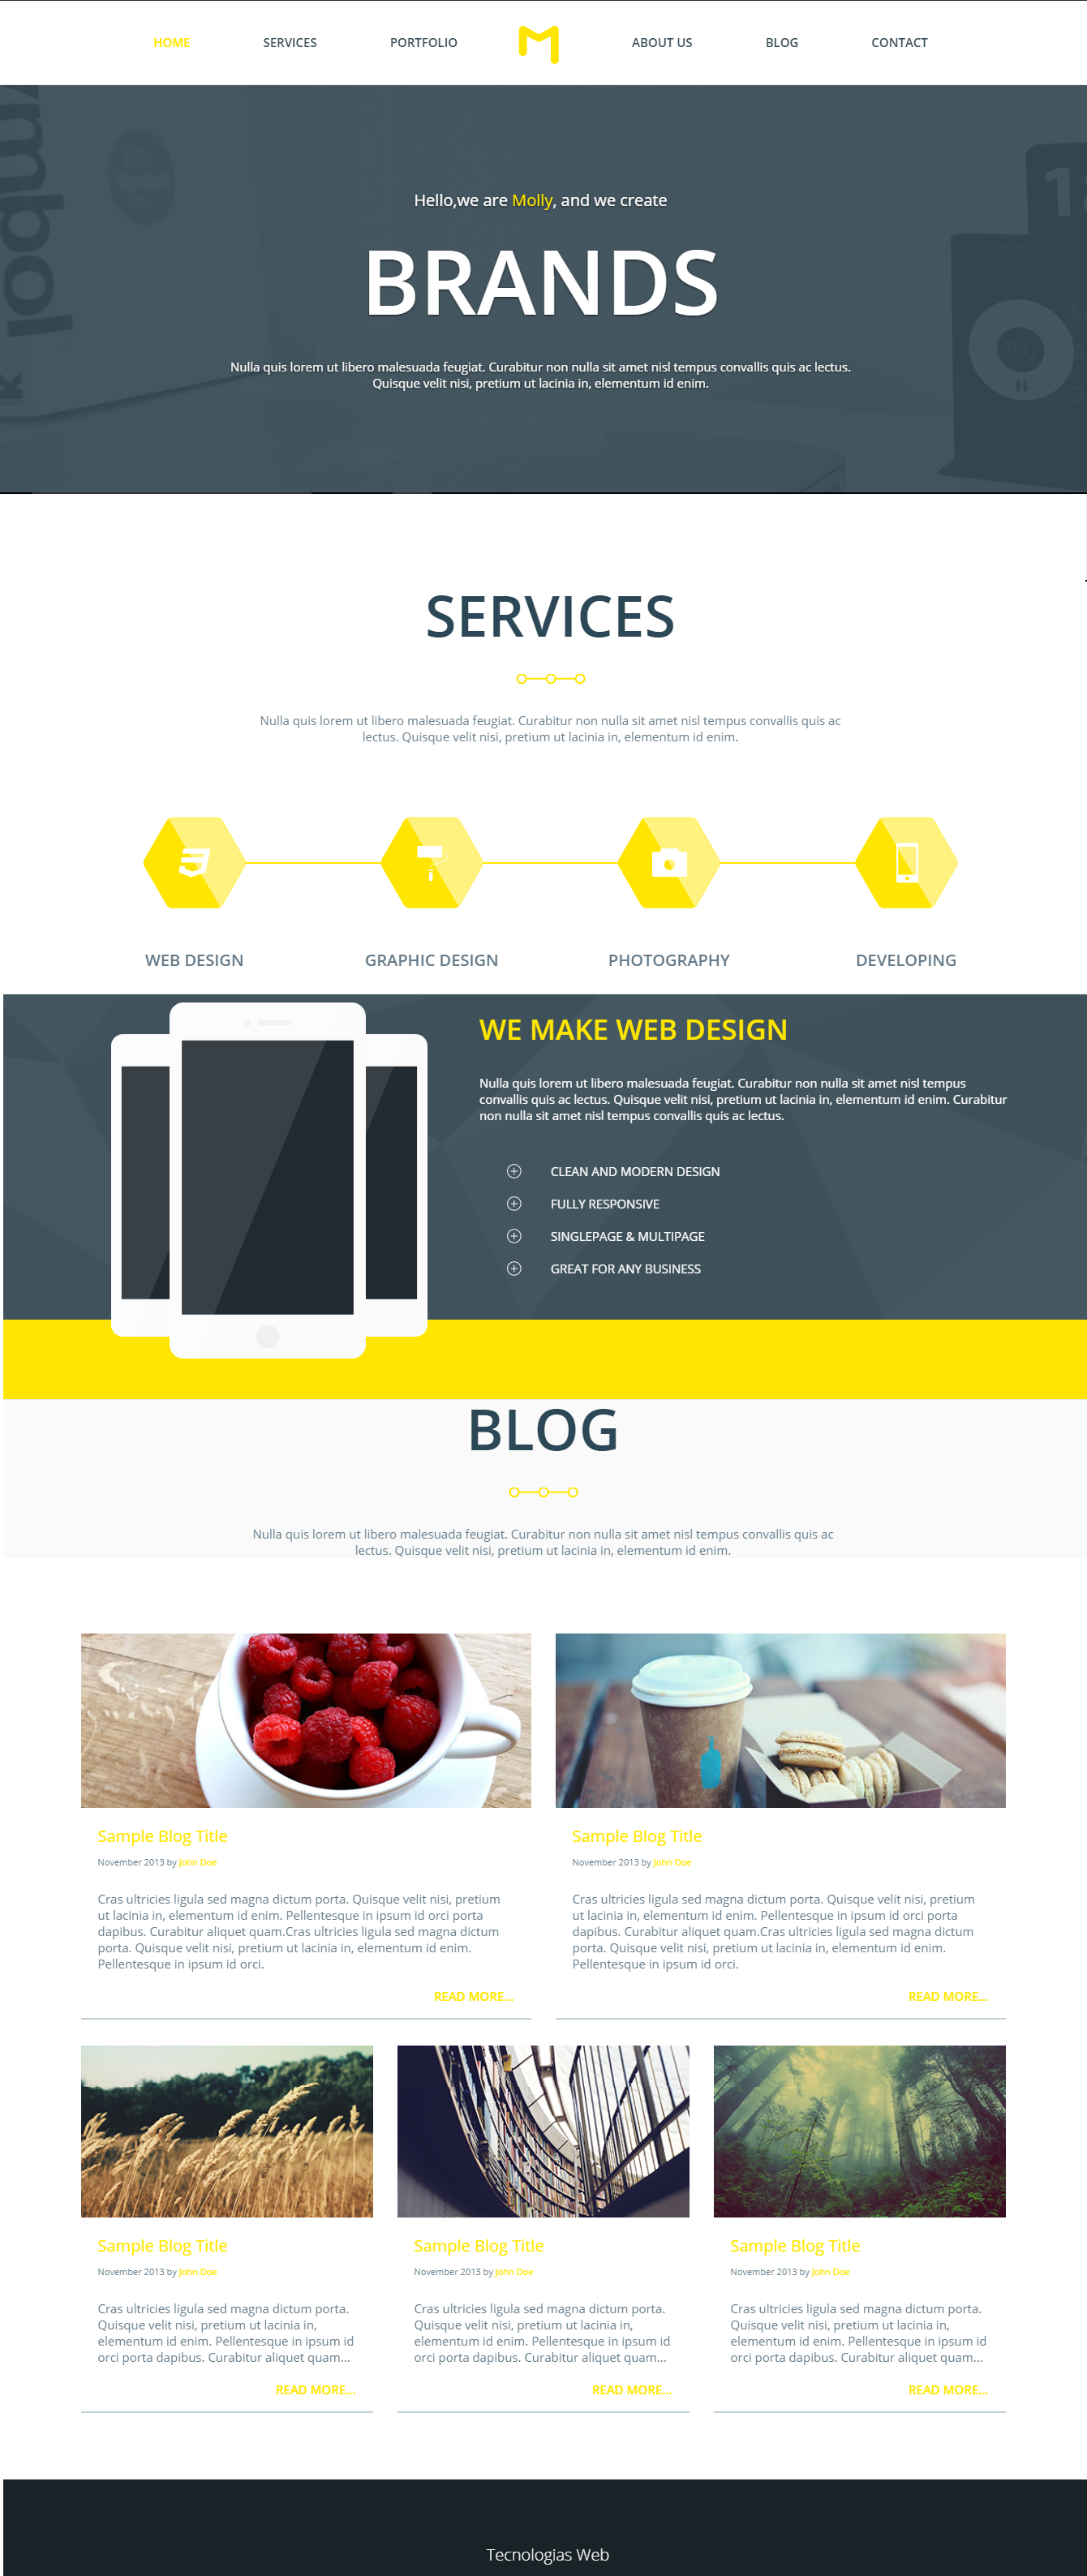 HOME SERVICES PORTFOLIO M ABOUT US BLOG CONTACT
Hello,we are Molly, and we create
BRANDS
Nulla quis lorem ut libero malesuada feugiat. Curabitur non nulla sit amet nisl tempus convallis quis ac lectus.
Quisque velit nisi, pretium ut lacinia in, elementum id enim.
SERVICES
Nulla quis lorem ut libero malesuada feugiat. Curabitur non nulla sit amet nisl tempus convallis quis ac
lectus. Quisque velit nisi, pretium ut lacinia in, elementum id enim.
WEB DESIGN
GRAPHIC DESIGN
PHOTOGRAPHY
DEVELOPING
WE MAKE WEB DESIGN
Nulla quis lorem ut libero malesuada feugiat. Curabitur non nulla sit amet nisl tempus
convallis quis ac lectus. Quisque velit nisi, pretium ut lacinia in, elementum id enim. Curabitur
non nulla sit amet nisl tempus convallis quis ac lectus.
CLEAN AND MODERN DESIGN
FULLY RESPONSIVE
SINGLEPAGE & MULTIPAGE
GREAT FOR ANY BUSINESS
BLOG
Nulla quis lorem ut libero malesuada feugiat. Curabitur non nulla sit amet nisl tempus convallis quis ac
lectus. Quisque velit nisi, pretium ut lacinia in, elementum id enim.
Sample Blog Title
November 2013 by John Doe
Cras ultricies ligula sed magna dictum porta. Quisque velit nisi, pretium
ut lacinia in, elementum id enim. Pellentesque in ipsum id orci porta
dapibus. Curabitur aliquet quam.Cras ultricies ligula sed magna dictum
porta. Quisque velit nisi, pretium ut lacinia in, elementum id enim.
Pellentesque in ipsum id orci.
READ MORE...
Sample Blog Title
November 2013 by John Doe
Cras ultricies ligula sed magna dictum porta. Quisque velit nisi, pretium
ut lacinia in, elementum id enim. Pellentesque in ipsum id orci porta
dapibus. Curabitur aliquet quam.Cras ultricies ligula sed magna dictum
porta. Quisque velit nisi, pretium ut lacinia in, elementum id enim.
Pellentesque in ipsum id orci.
READ MORE...
Sample Blog Title
November 2013 by John Doe
Cras ultricies ligula sed magna dictum porta.
Quisque velit nisi, pretium ut lacinia in,
elementum id enim. Pellentesque in ipsum id
orci porta dapibus. Curabitur aliquet quam...
READ MORE...
Sample Blog Title
November 2013 by John Doe
Cras ultricies ligula sed magna dictum porta.
Quisque velit nisi, pretium ut lacinia in,
elementum id enim. Pellentesque in ipsum id
orci porta dapibus. Curabitur aliquet quam...
READ MORE...
Sample Blog Title
November 2013 by John Doe
Cras ultricies ligula sed magna dictum porta.
Quisque velit nisi, pretium ut lacinia in,
elementum id enim. Pellentesque in ipsum id
orci porta dapibus. Curabitur aliquet quam...
READ MORE...
Tecnologias Web